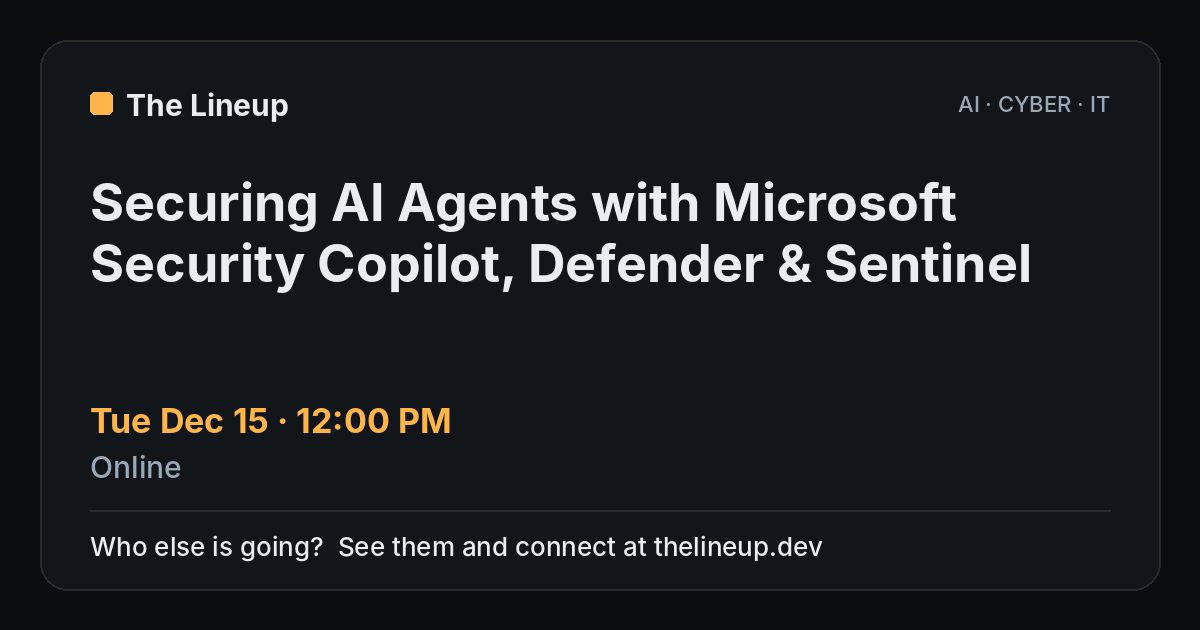 The Lineup
AI · CYBER · IT
Securing AI Agents with Microsoft
Security Copilot, Defender & Sentinel
Tue Dec 15 · 12:00 PM
Online
Who else is going?  See them and connect at thelineup.dev